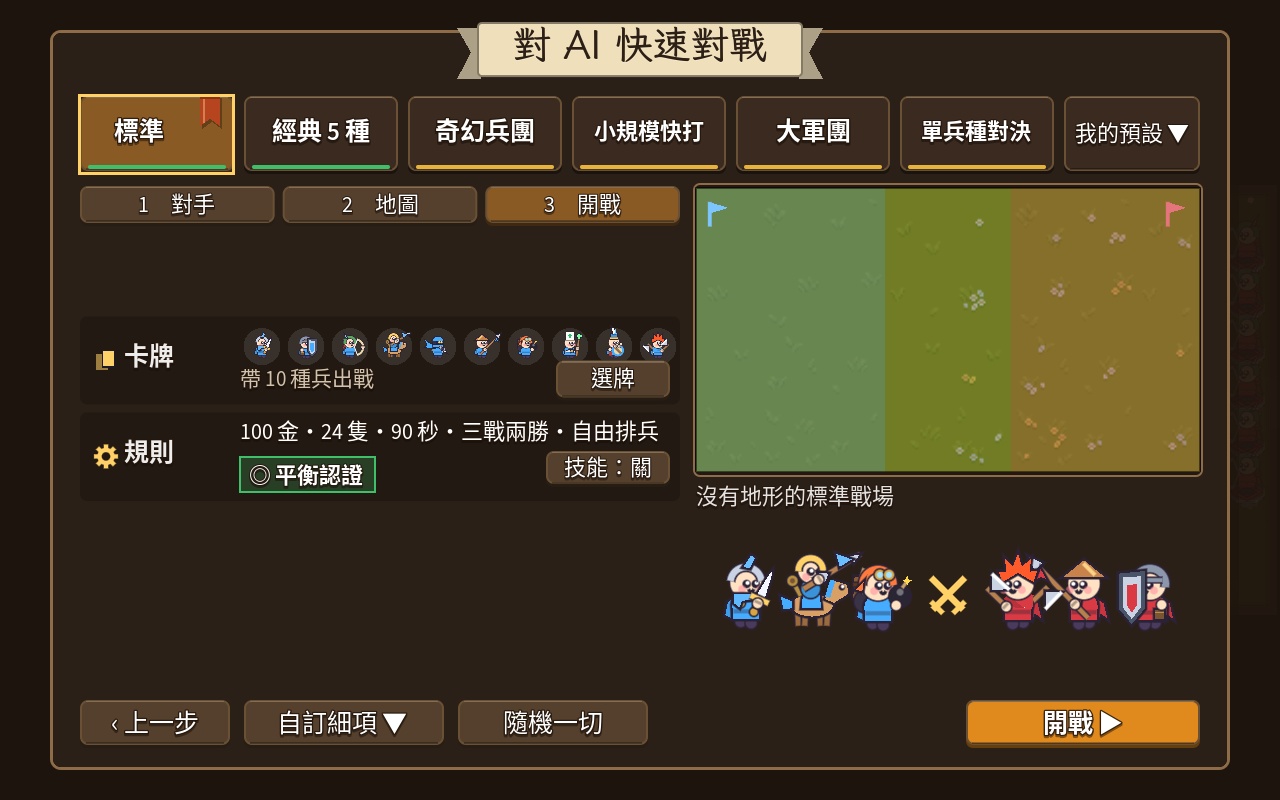 對 AI 快速對戰
標準
經典 5 種
奇幻兵團
小規模快打
大軍團
單兵種對決
我的預設▼
1 對手
2 地圖
3 開戰
卡牌
帶 10 種兵出戰
選牌
規則
100 金・24 隻・90 秒・三戰兩勝・自由排兵
◎ 平衡認證
技能：關
沒有地形的標準戰場
‹ 上一步
自訂細項▼
隨機一切
開戰▶